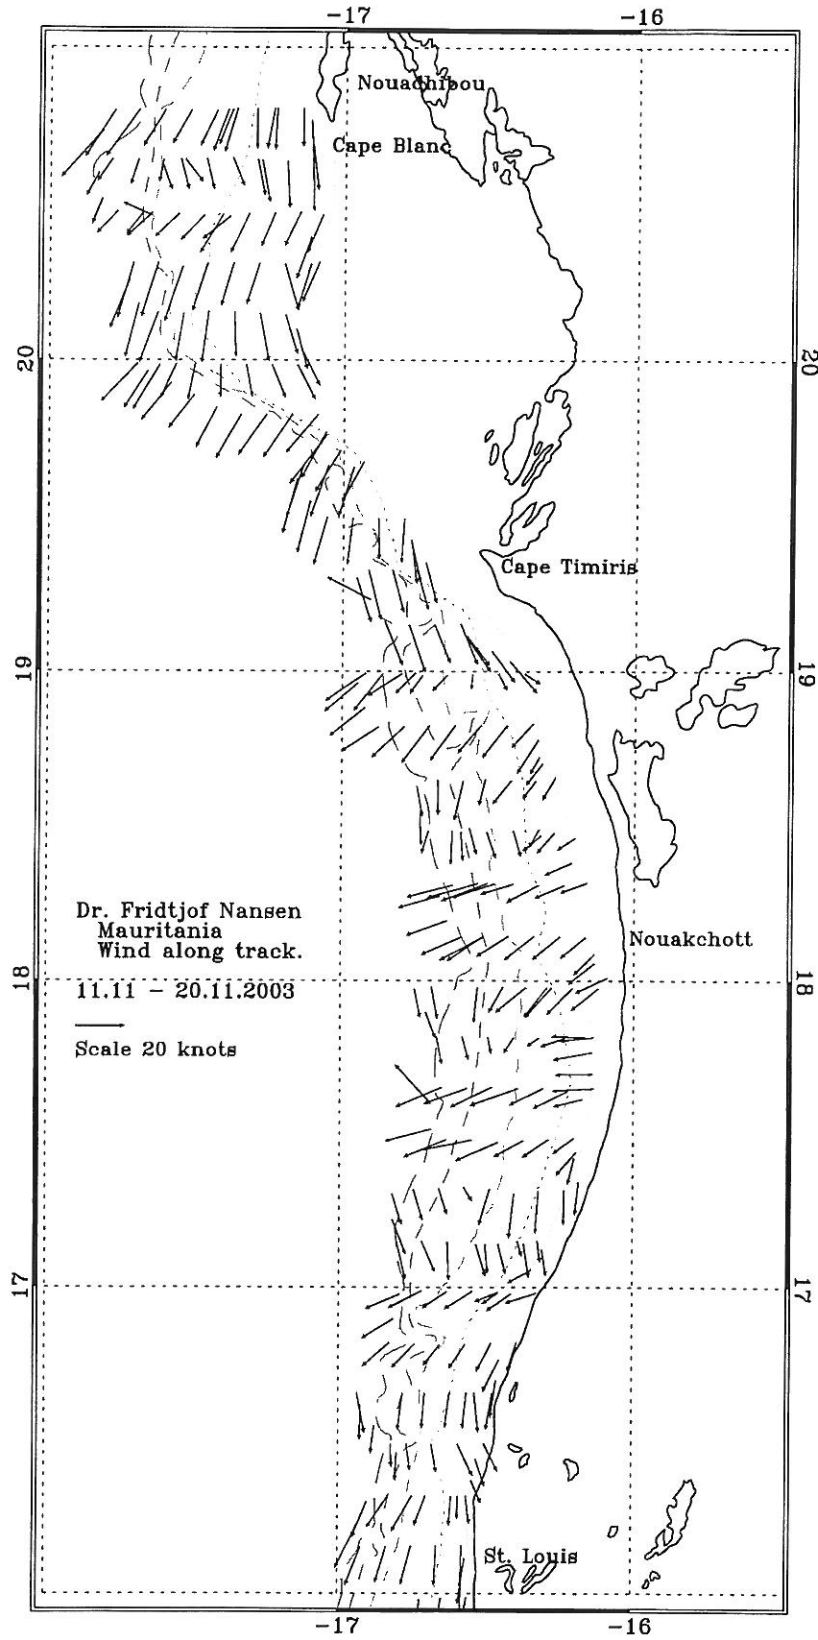 -17 -16
Nouadhibou
Cape Blanc
20 20
Cape Timiris
19 19
Dr. Fridtjof Nansen
Mauritania
Wind along track.
Nouakchott
18 18
11.11 - 20.11.2003
Scale 20 knots
17 17
St. Louis
-17 -16